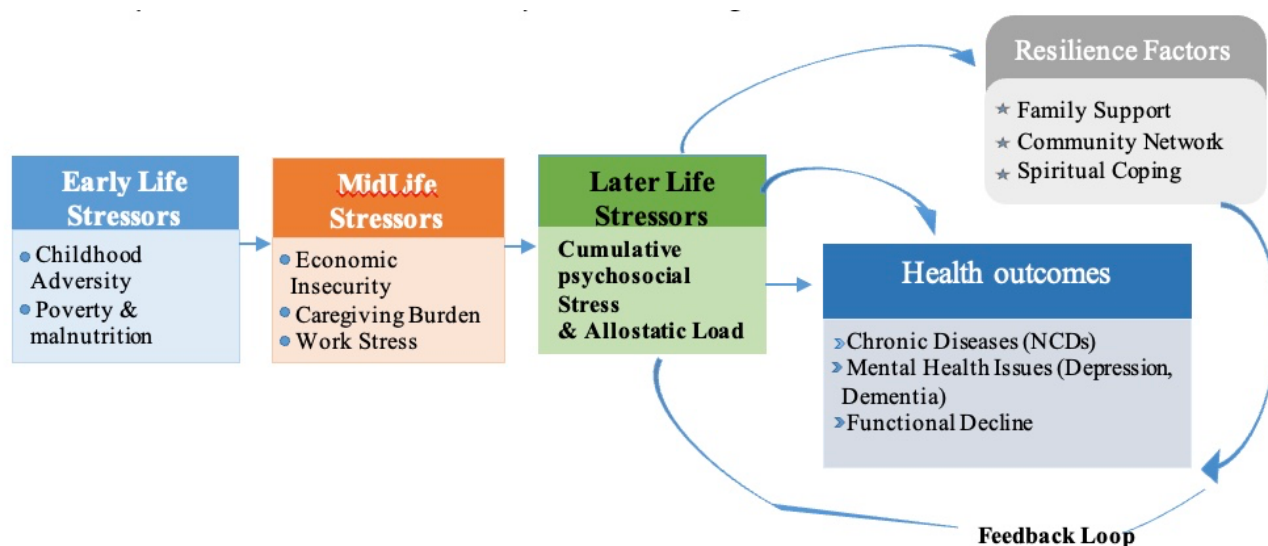 Early Life
Stressors
Childhood
Adversity
Poverty &
malnutrition
MidLife
Stressors
Economic
Insecurity
Caregiving Burden
Work Stress
Later Life
Stressors
Cumulative
psychosocial
Stress
& Allostatic Load
Resilience Factors
Family Support
Community Network
Spiritual Coping
Health outcomes
Chronic Diseases (NCDs)
Mental Health Issues (Depression,
Dementia)
Functional Decline
Feedback Loop